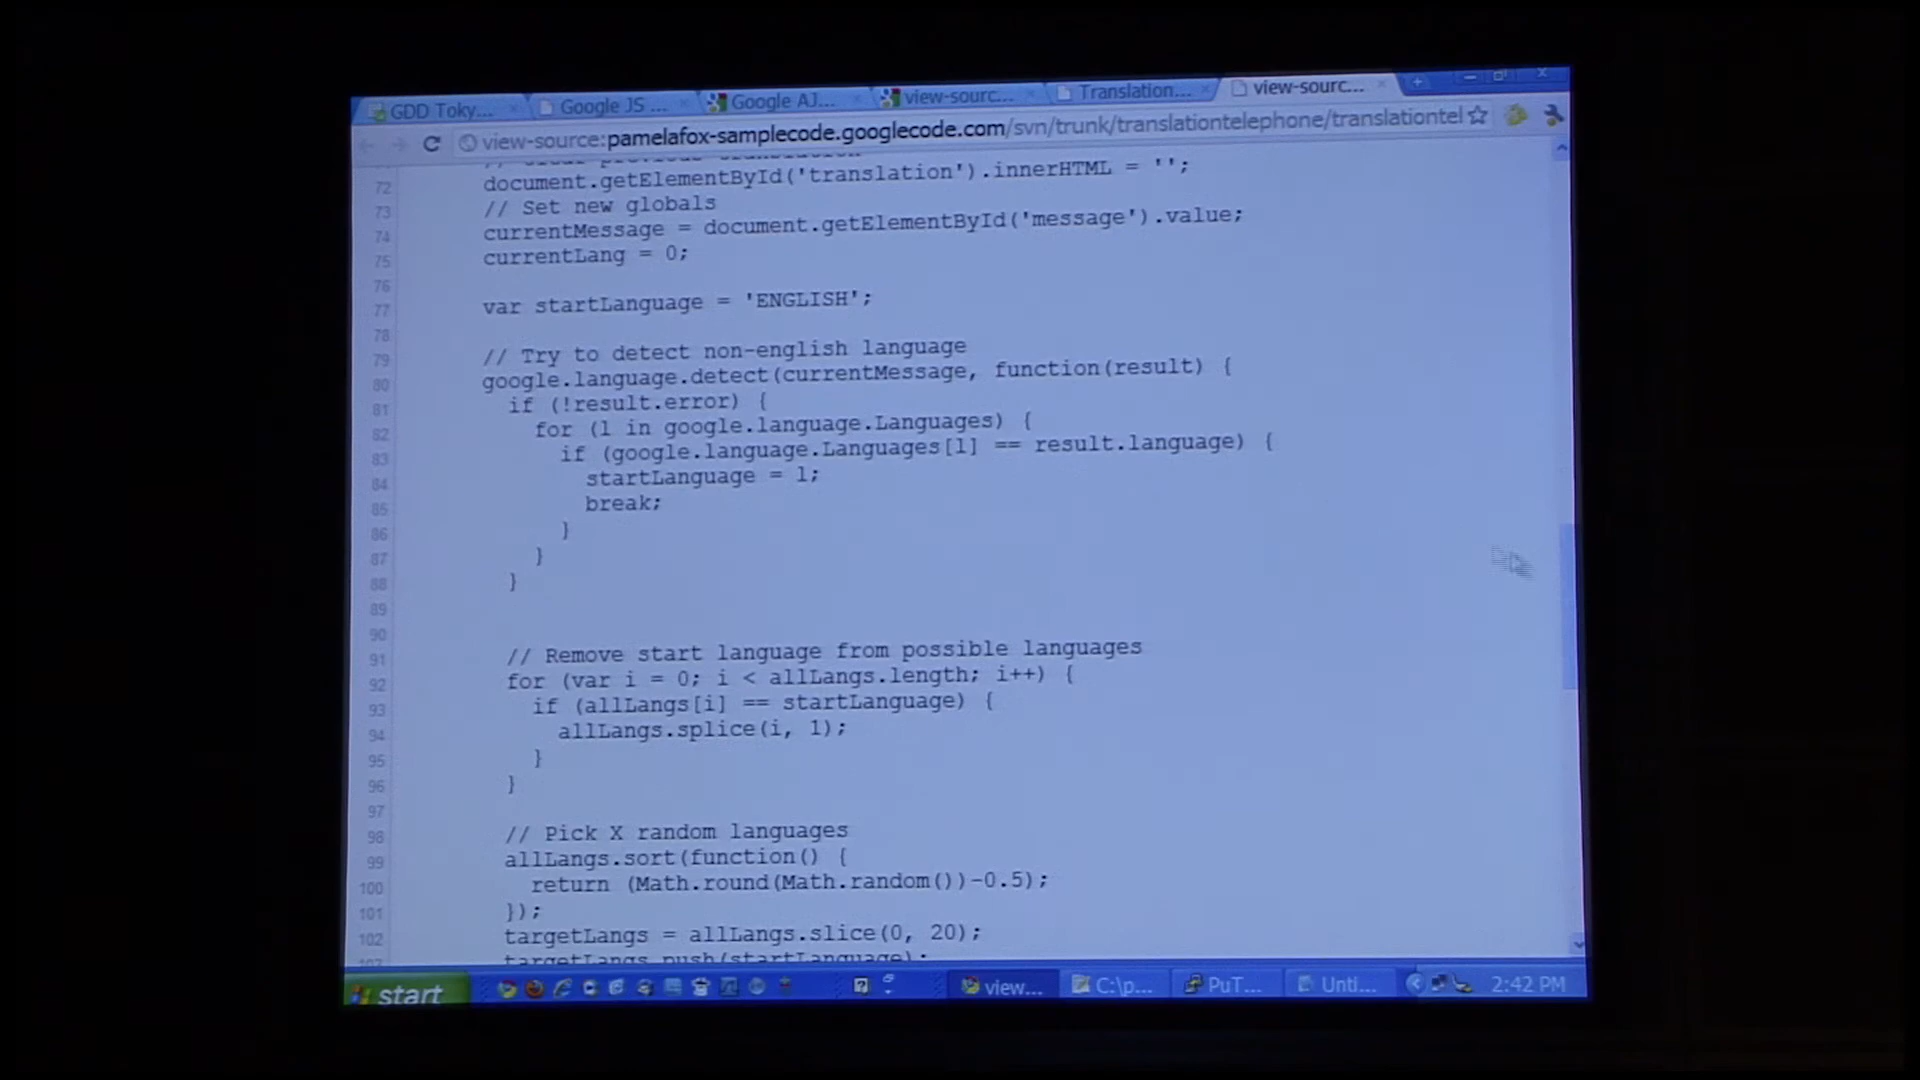 GDD Toky...
Google JS ...
Google AJ...
view-sourc...
Translation...
view-sourc...
view-source:pamelafox-samplecode.googlecode.com/svn/trunk/translationtelephone/translationtel
72 document.getElementById('translation').innerHTML = '';
73 // Set new globals
74 currentMessage = document.getElementById('message').value;
75 currentLang = 0;
76
77 var startLanguage = 'ENGLISH';
78
79 // Try to detect non-english language
80 google.language.detect(currentMessage, function(result) {
81 if (!result.error) {
82 for (l in google.language.Languages) {
83 if (google.language.Languages[l] == result.language) {
84 startLanguage = l;
85 break;
86 }
87 }
88 }
89
90
91 // Remove start language from possible languages
92 for (var i = 0; i < allLangs.length; i++) {
93 if (allLangs[i] == startLanguage) {
94 allLangs.splice(i, 1);
95 }
96 }
97
98 // Pick X random languages
99 allLangs.sort(function() {
100 return (Math.round(Math.random())-0.5);
101 });
102 targetLangs = allLangs.slice(0, 20);
targetLangs.push(startLanguage);
start
view...
C:\p...
PuT...
Unti...
2:42 PM